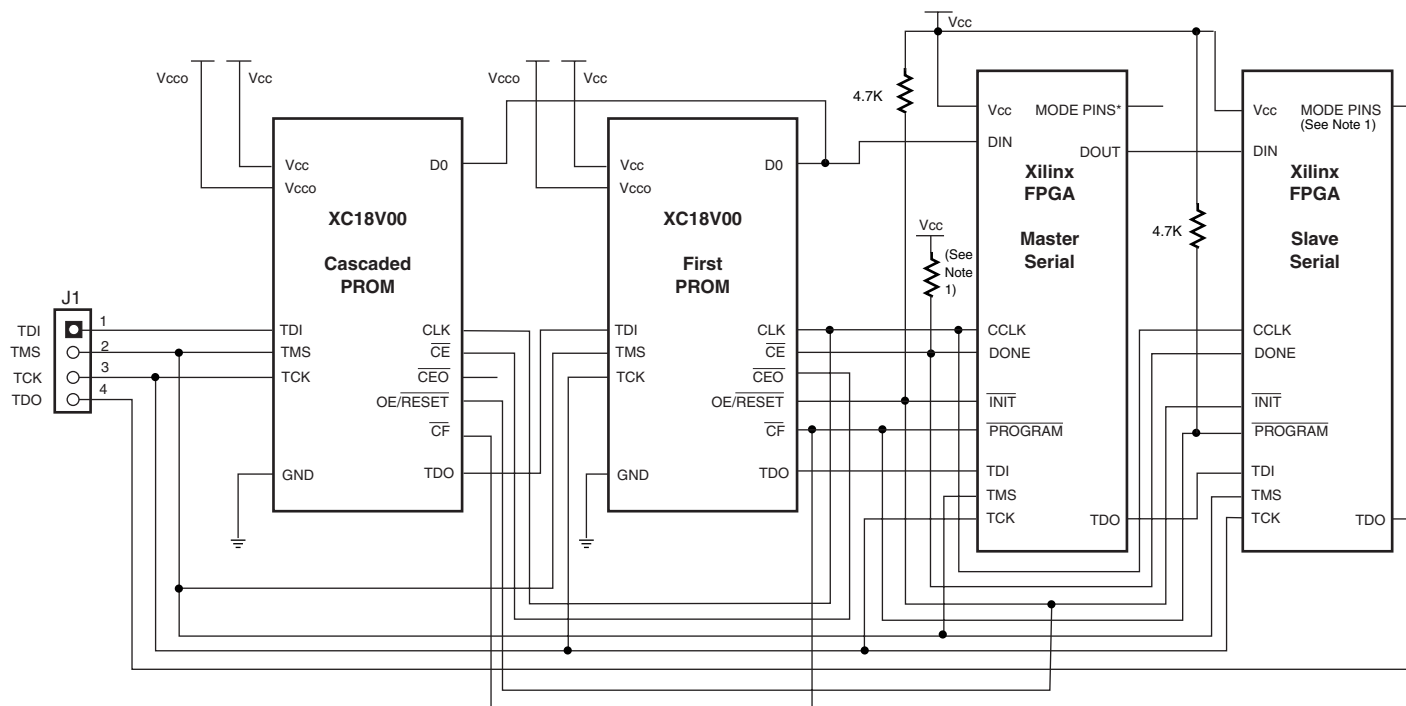 Vcc
Vcco
Vcc
Vcco
Vcc
4.7K
J1
TDI
TMS
TCK
TDO
1
2
3
4
Vcc
Vcco
D0
XC18V00
Cascaded
PROM
TDI
TMS
TCK
GND
CLK
CE
CEO
OE/RESET
CF
TDO
Vcc
Vcco
D0
XC18V00
First
PROM
TDI
TMS
TCK
GND
CLK
CE
CEO
OE/RESET
CF
TDO
Vcc
(See
Note
1)
Vcc
MODE PINS*
DIN
DOUT
Xilinx
FPGA
Master
Serial
CCLK
DONE
INIT
PROGRAM
TDI
TMS
TCK
TDO
4.7K
Vcc
MODE PINS
(See Note 1)
DIN
Xilinx
FPGA
Slave
Serial
CCLK
DONE
INIT
PROGRAM
TDI
TMS
TCK
TDO